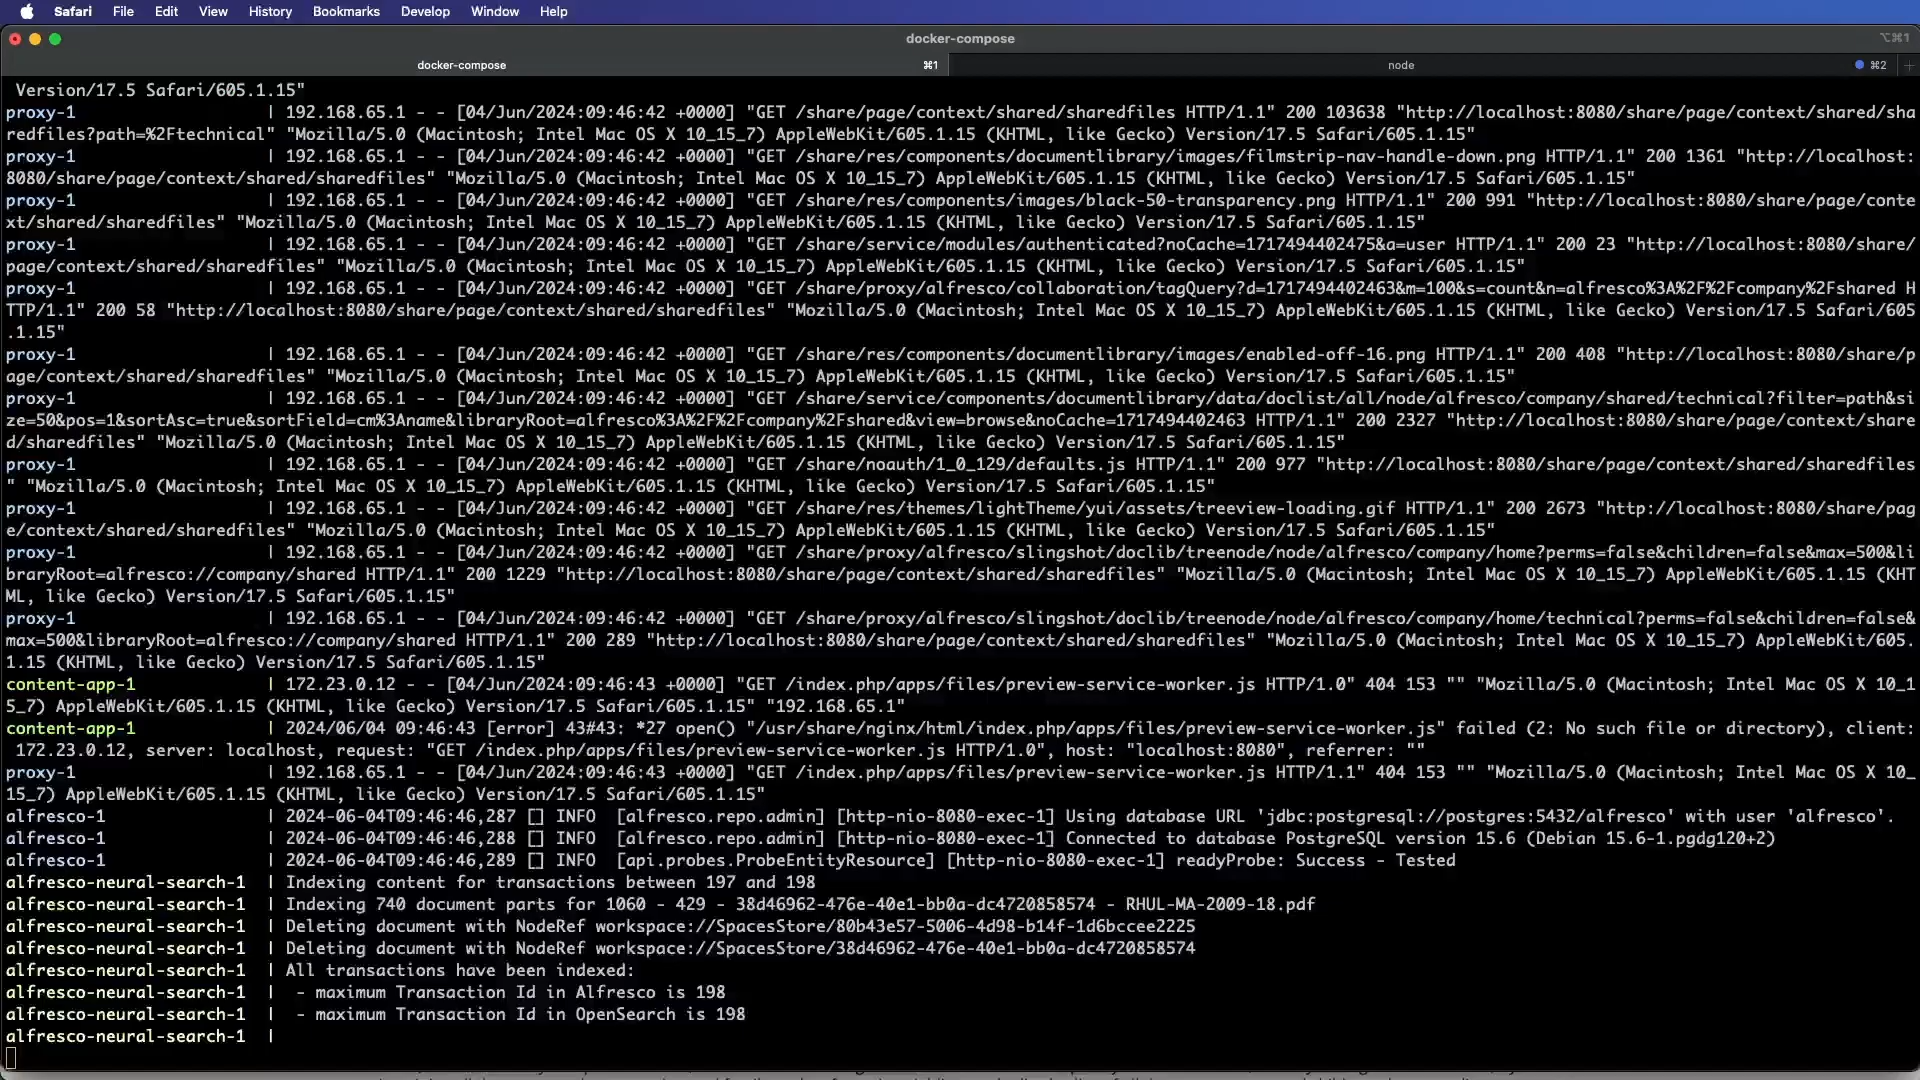 Safari File Edit View History Bookmarks Develop Window Help
docker-compose ⌥⌘1
docker-compose ⌘1 node ⌘2
Version/17.5 Safari/605.1.15"
proxy-1 | 192.168.65.1 - - [04/Jun/2024:09:46:42 +0000] "GET /share/page/context/shared/sharedfiles HTTP/1.1" 200 103638 "http://localhost:8080/share/page/context/shared/sha
redfiles?path=%2Ftechnical" "Mozilla/5.0 (Macintosh; Intel Mac OS X 10_15_7) AppleWebKit/605.1.15 (KHTML, like Gecko) Version/17.5 Safari/605.1.15"
proxy-1 | 192.168.65.1 - - [04/Jun/2024:09:46:42 +0000] "GET /share/res/components/documentlibrary/images/filmstrip-nav-handle-down.png HTTP/1.1" 200 1361 "http://localhost:
8080/share/page/context/shared/sharedfiles" "Mozilla/5.0 (Macintosh; Intel Mac OS X 10_15_7) AppleWebKit/605.1.15 (KHTML, like Gecko) Version/17.5 Safari/605.1.15"
proxy-1 | 192.168.65.1 - - [04/Jun/2024:09:46:42 +0000] "GET /share/res/components/images/black-50-transparency.png HTTP/1.1" 200 991 "http://localhost:8080/share/page/conte
xt/shared/sharedfiles" "Mozilla/5.0 (Macintosh; Intel Mac OS X 10_15_7) AppleWebKit/605.1.15 (KHTML, like Gecko) Version/17.5 Safari/605.1.15"
proxy-1 | 192.168.65.1 - - [04/Jun/2024:09:46:42 +0000] "GET /share/service/modules/authenticated?noCache=1717494402475&a=user HTTP/1.1" 200 23 "http://localhost:8080/share/
page/context/shared/sharedfiles" "Mozilla/5.0 (Macintosh; Intel Mac OS X 10_15_7) AppleWebKit/605.1.15 (KHTML, like Gecko) Version/17.5 Safari/605.1.15"
proxy-1 | 192.168.65.1 - - [04/Jun/2024:09:46:42 +0000] "GET /share/proxy/alfresco/collaboration/tagQuery?d=1717494402463&m=100&s=count&n=alfresco%3A%2F%2Fcompany%2Fshared H
TTP/1.1" 200 58 "http://localhost:8080/share/page/context/shared/sharedfiles" "Mozilla/5.0 (Macintosh; Intel Mac OS X 10_15_7) AppleWebKit/605.1.15 (KHTML, like Gecko) Version/17.5 Safari/605
.1.15"
proxy-1 | 192.168.65.1 - - [04/Jun/2024:09:46:42 +0000] "GET /share/res/components/documentlibrary/images/enabled-off-16.png HTTP/1.1" 200 408 "http://localhost:8080/share/p
age/context/shared/sharedfiles" "Mozilla/5.0 (Macintosh; Intel Mac OS X 10_15_7) AppleWebKit/605.1.15 (KHTML, like Gecko) Version/17.5 Safari/605.1.15"
proxy-1 | 192.168.65.1 - - [04/Jun/2024:09:46:42 +0000] "GET /share/service/components/documentlibrary/data/doclist/all/node/alfresco/company/shared/technical?filter=path&si
ze=50&pos=1&sortAsc=true&sortField=cm%3Aname&libraryRoot=alfresco%3A%2F%2Fcompany%2Fshared&view=browse&noCache=1717494402463 HTTP/1.1" 200 2327 "http://localhost:8080/share/page/context/share
d/sharedfiles" "Mozilla/5.0 (Macintosh; Intel Mac OS X 10_15_7) AppleWebKit/605.1.15 (KHTML, like Gecko) Version/17.5 Safari/605.1.15"
proxy-1 | 192.168.65.1 - - [04/Jun/2024:09:46:42 +0000] "GET /share/noauth/1_0_129/defaults.js HTTP/1.1" 200 977 "http://localhost:8080/share/page/context/shared/sharedfiles
" "Mozilla/5.0 (Macintosh; Intel Mac OS X 10_15_7) AppleWebKit/605.1.15 (KHTML, like Gecko) Version/17.5 Safari/605.1.15"
proxy-1 | 192.168.65.1 - - [04/Jun/2024:09:46:42 +0000] "GET /share/res/themes/lightTheme/yui/assets/treeview-loading.gif HTTP/1.1" 200 2673 "http://localhost:8080/share/pag
e/context/shared/sharedfiles" "Mozilla/5.0 (Macintosh; Intel Mac OS X 10_15_7) AppleWebKit/605.1.15 (KHTML, like Gecko) Version/17.5 Safari/605.1.15"
proxy-1 | 192.168.65.1 - - [04/Jun/2024:09:46:42 +0000] "GET /share/proxy/alfresco/slingshot/doclib/treenode/node/alfresco/company/home?perms=false&children=false&max=500&li
braryRoot=alfresco://company/shared HTTP/1.1" 200 1229 "http://localhost:8080/share/page/context/shared/sharedfiles" "Mozilla/5.0 (Macintosh; Intel Mac OS X 10_15_7) AppleWebKit/605.1.15 (KHT
ML, like Gecko) Version/17.5 Safari/605.1.15"
proxy-1 | 192.168.65.1 - - [04/Jun/2024:09:46:42 +0000] "GET /share/proxy/alfresco/slingshot/doclib/treenode/node/alfresco/company/home/technical?perms=false&children=false&
max=500&libraryRoot=alfresco://company/shared HTTP/1.1" 200 289 "http://localhost:8080/share/page/context/shared/sharedfiles" "Mozilla/5.0 (Macintosh; Intel Mac OS X 10_15_7) AppleWebKit/605.
1.15 (KHTML, like Gecko) Version/17.5 Safari/605.1.15"
content-app-1 | 172.23.0.12 - - [04/Jun/2024:09:46:43 +0000] "GET /index.php/apps/files/preview-service-worker.js HTTP/1.0" 404 153 "" "Mozilla/5.0 (Macintosh; Intel Mac OS X 10_1
5_7) AppleWebKit/605.1.15 (KHTML, like Gecko) Version/17.5 Safari/605.1.15" "192.168.65.1"
content-app-1 | 2024/06/04 09:46:43 [error] 43#43: *27 open() "/usr/share/nginx/html/index.php/apps/files/preview-service-worker.js" failed (2: No such file or directory), client:
172.23.0.12, server: localhost, request: "GET /index.php/apps/files/preview-service-worker.js HTTP/1.0", host: "localhost:8080", referrer: ""
proxy-1 | 192.168.65.1 - - [04/Jun/2024:09:46:43 +0000] "GET /index.php/apps/files/preview-service-worker.js HTTP/1.1" 404 153 "" "Mozilla/5.0 (Macintosh; Intel Mac OS X 10_
15_7) AppleWebKit/605.1.15 (KHTML, like Gecko) Version/17.5 Safari/605.1.15"
alfresco-1 | 2024-06-04T09:46:46,287 [] INFO [alfresco.repo.admin] [http-nio-8080-exec-1] Using database URL 'jdbc:postgresql://postgres:5432/alfresco' with user 'alfresco'.
alfresco-1 | 2024-06-04T09:46:46,288 [] INFO [alfresco.repo.admin] [http-nio-8080-exec-1] Connected to database PostgreSQL version 15.6 (Debian 15.6-1.pgdg120+2)
alfresco-1 | 2024-06-04T09:46:46,289 [] INFO [api.probes.ProbeEntityResource] [http-nio-8080-exec-1] readyProbe: Success - Tested
alfresco-neural-search-1 | Indexing content for transactions between 197 and 198
alfresco-neural-search-1 | Indexing 740 document parts for 1060 - 429 - 38d46962-476e-40e1-bb0a-dc4720858574 - RHUL-MA-2009-18.pdf
alfresco-neural-search-1 | Deleting document with NodeRef workspace://SpacesStore/80b43e57-5006-4d98-b14f-1d6bccee2225
alfresco-neural-search-1 | Deleting document with NodeRef workspace://SpacesStore/38d46962-476e-40e1-bb0a-dc4720858574
alfresco-neural-search-1 | All transactions have been indexed:
alfresco-neural-search-1 | - maximum Transaction Id in Alfresco is 198
alfresco-neural-search-1 | - maximum Transaction Id in OpenSearch is 198
alfresco-neural-search-1 |